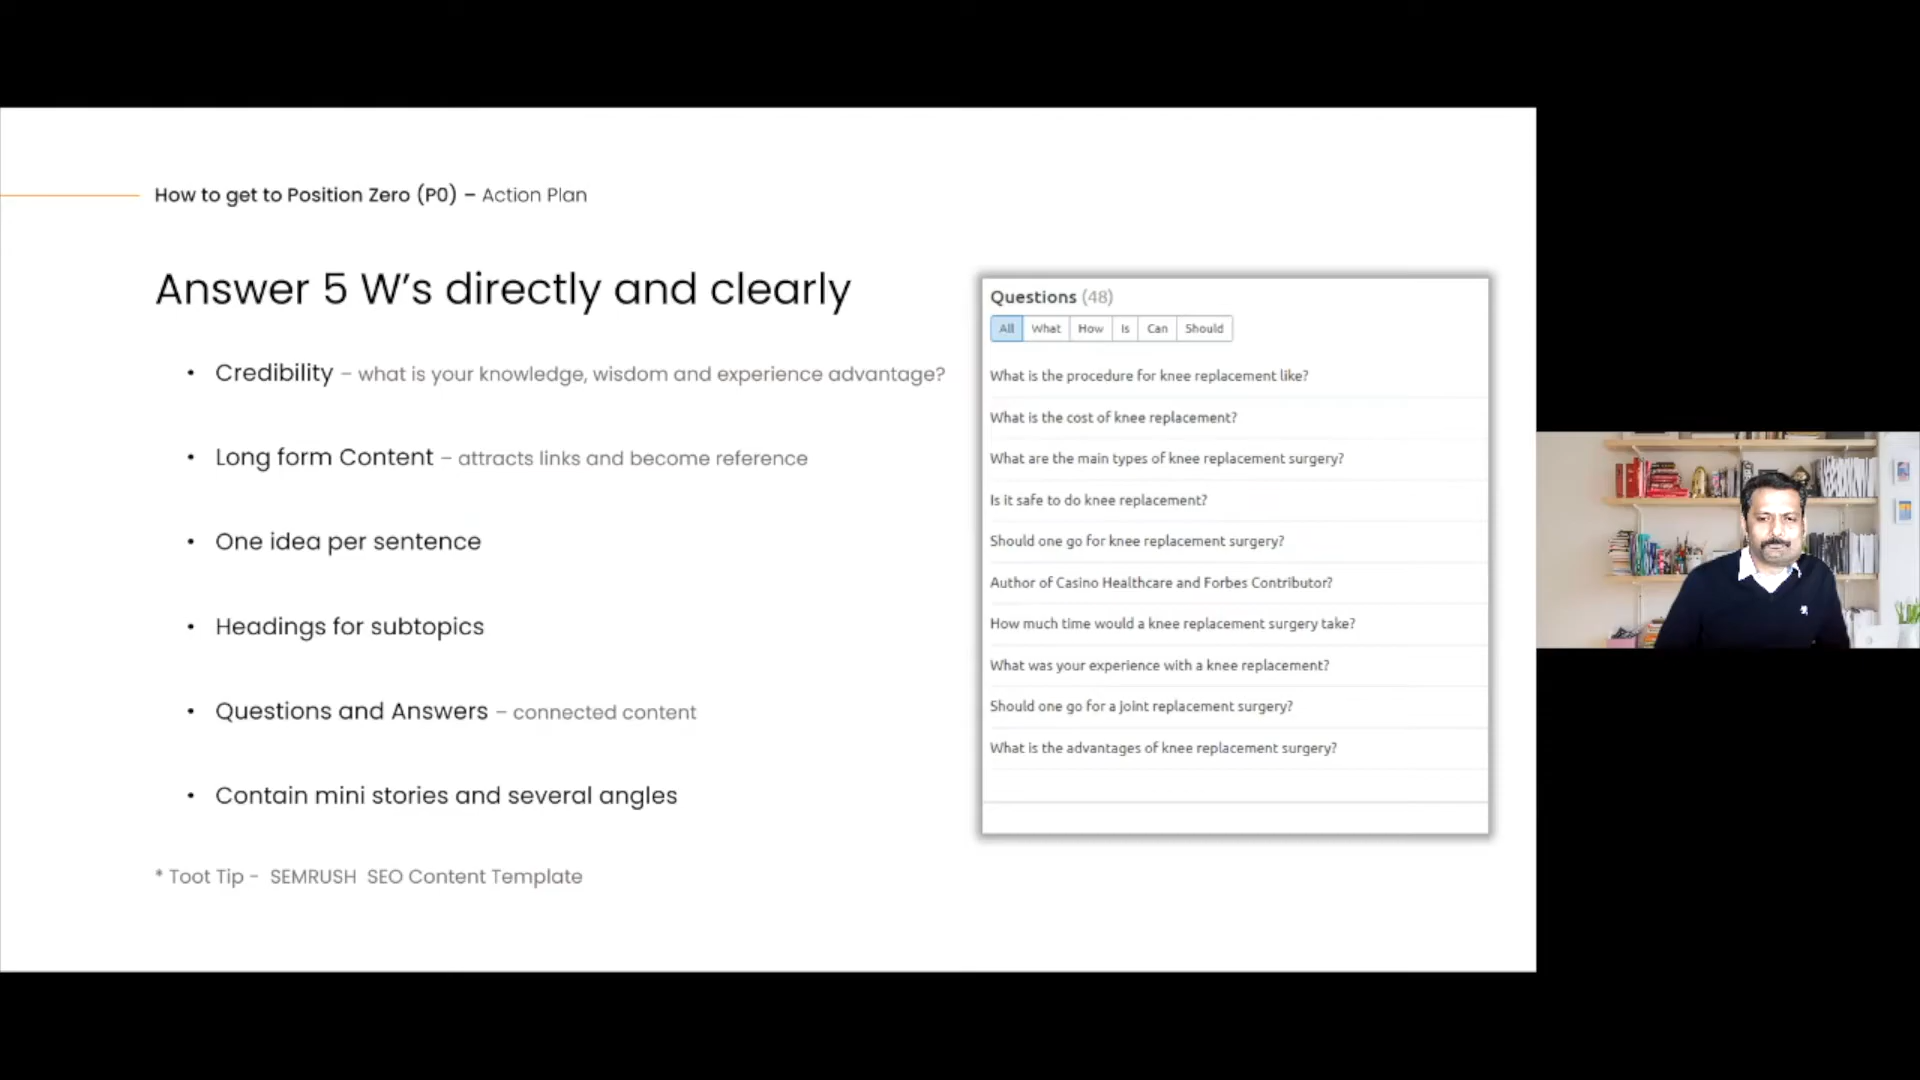 How to get to Position Zero (P0) – Action Plan
Answer 5 W's directly and clearly
• Credibility – what is your knowledge, wisdom and experience advantage?
• Long form Content – attracts links and become reference
• One idea per sentence
• Headings for subtopics
• Questions and Answers – connected content
• Contain mini stories and several angles
* Toot Tip - SEMRUSH SEO Content Template
Questions (48)
All What How Is Can Should
What is the procedure for knee replacement like?
What is the cost of knee replacement?
What are the main types of knee replacement surgery?
Is it safe to do knee replacement?
Should one go for knee replacement surgery?
Author of Casino Healthcare and Forbes Contributor?
How much time would a knee replacement surgery take?
What was your experience with a knee replacement?
Should one go for a joint replacement surgery?
What is the advantages of knee replacement surgery?